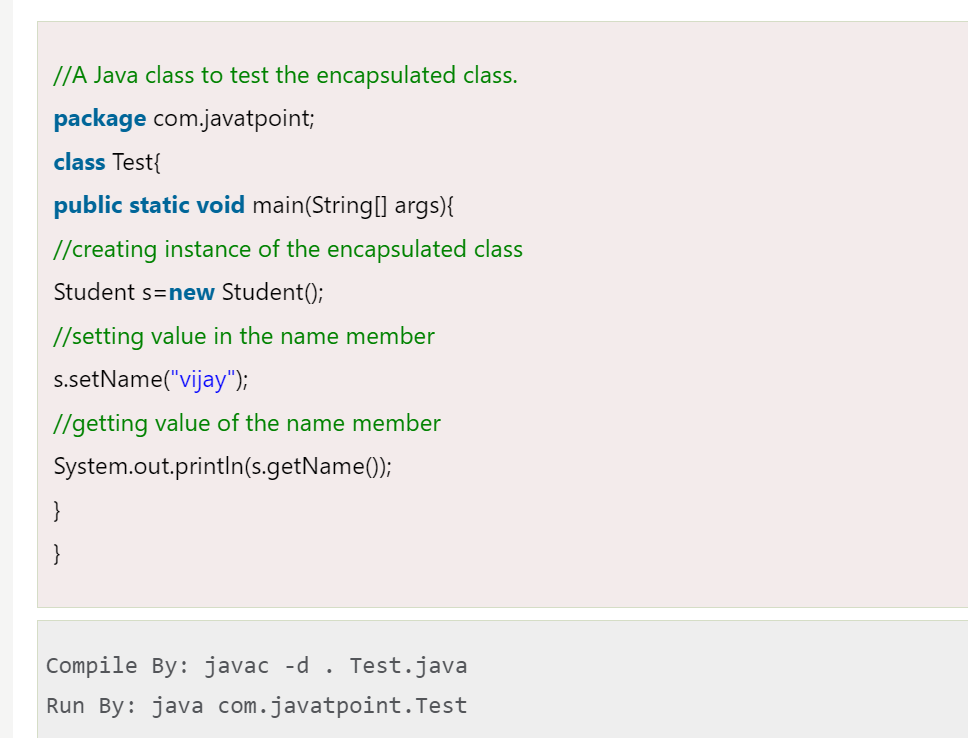 //A Java class to test the encapsulated class.
package com.javatpoint;
class Test{
public static void main(String[] args){
//creating instance of the encapsulated class
Student s=new Student();
//setting value in the name member
s.setName("vijay");
//getting value of the name member
System.out.println(s.getName());
}
}
Compile By: javac -d . Test.java
Run By: java com.javatpoint.Test